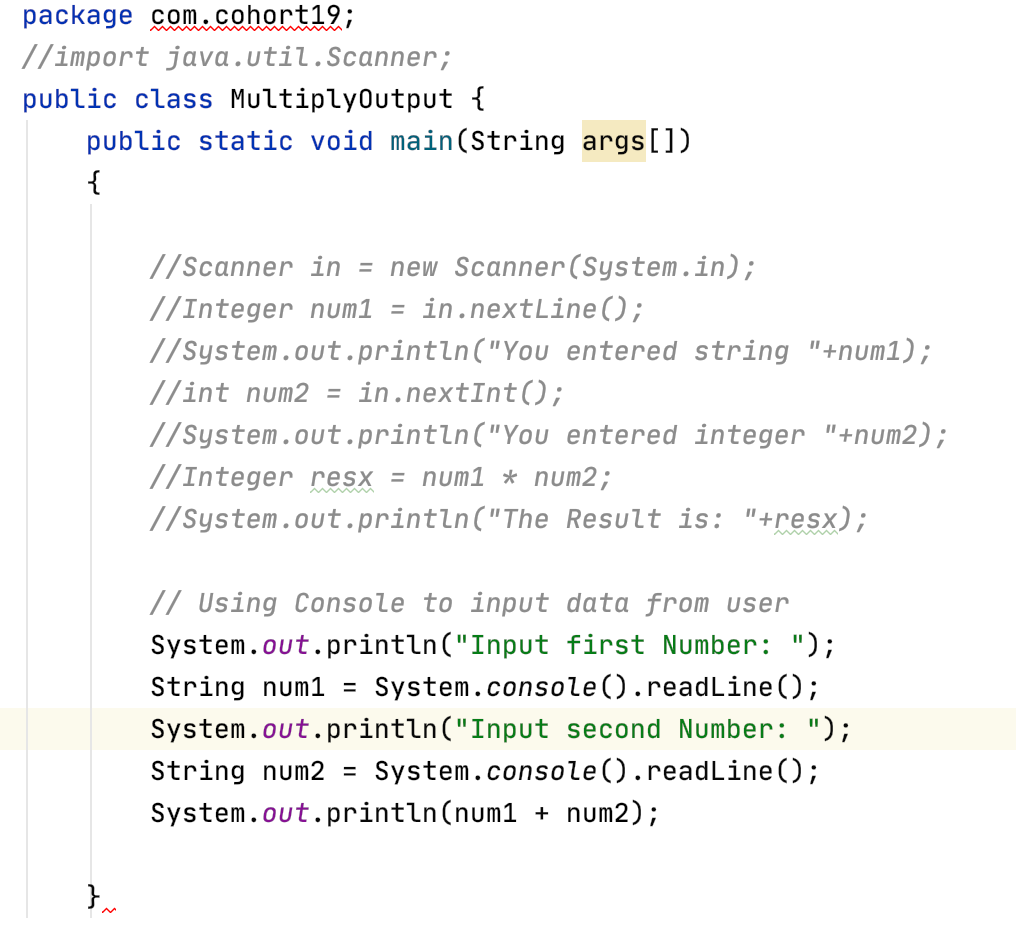 package com.cohort19;
//import java.util.Scanner;
public class MultiplyOutput {
    public static void main(String args[])
    {
        //Scanner in = new Scanner(System.in);
        //Integer num1 = in.nextLine();
        //System.out.println("You entered string "+num1);
        //int num2 = in.nextInt();
        //System.out.println("You entered integer "+num2);
        //Integer resx = num1 * num2;
        //System.out.println("The Result is: "+resx);
        // Using Console to input data from user
        System.out.println("Input first Number: ");
        String num1 = System.console().readLine();
        System.out.println("Input second Number: ");
        String num2 = System.console().readLine();
        System.out.println(num1 + num2);
    }